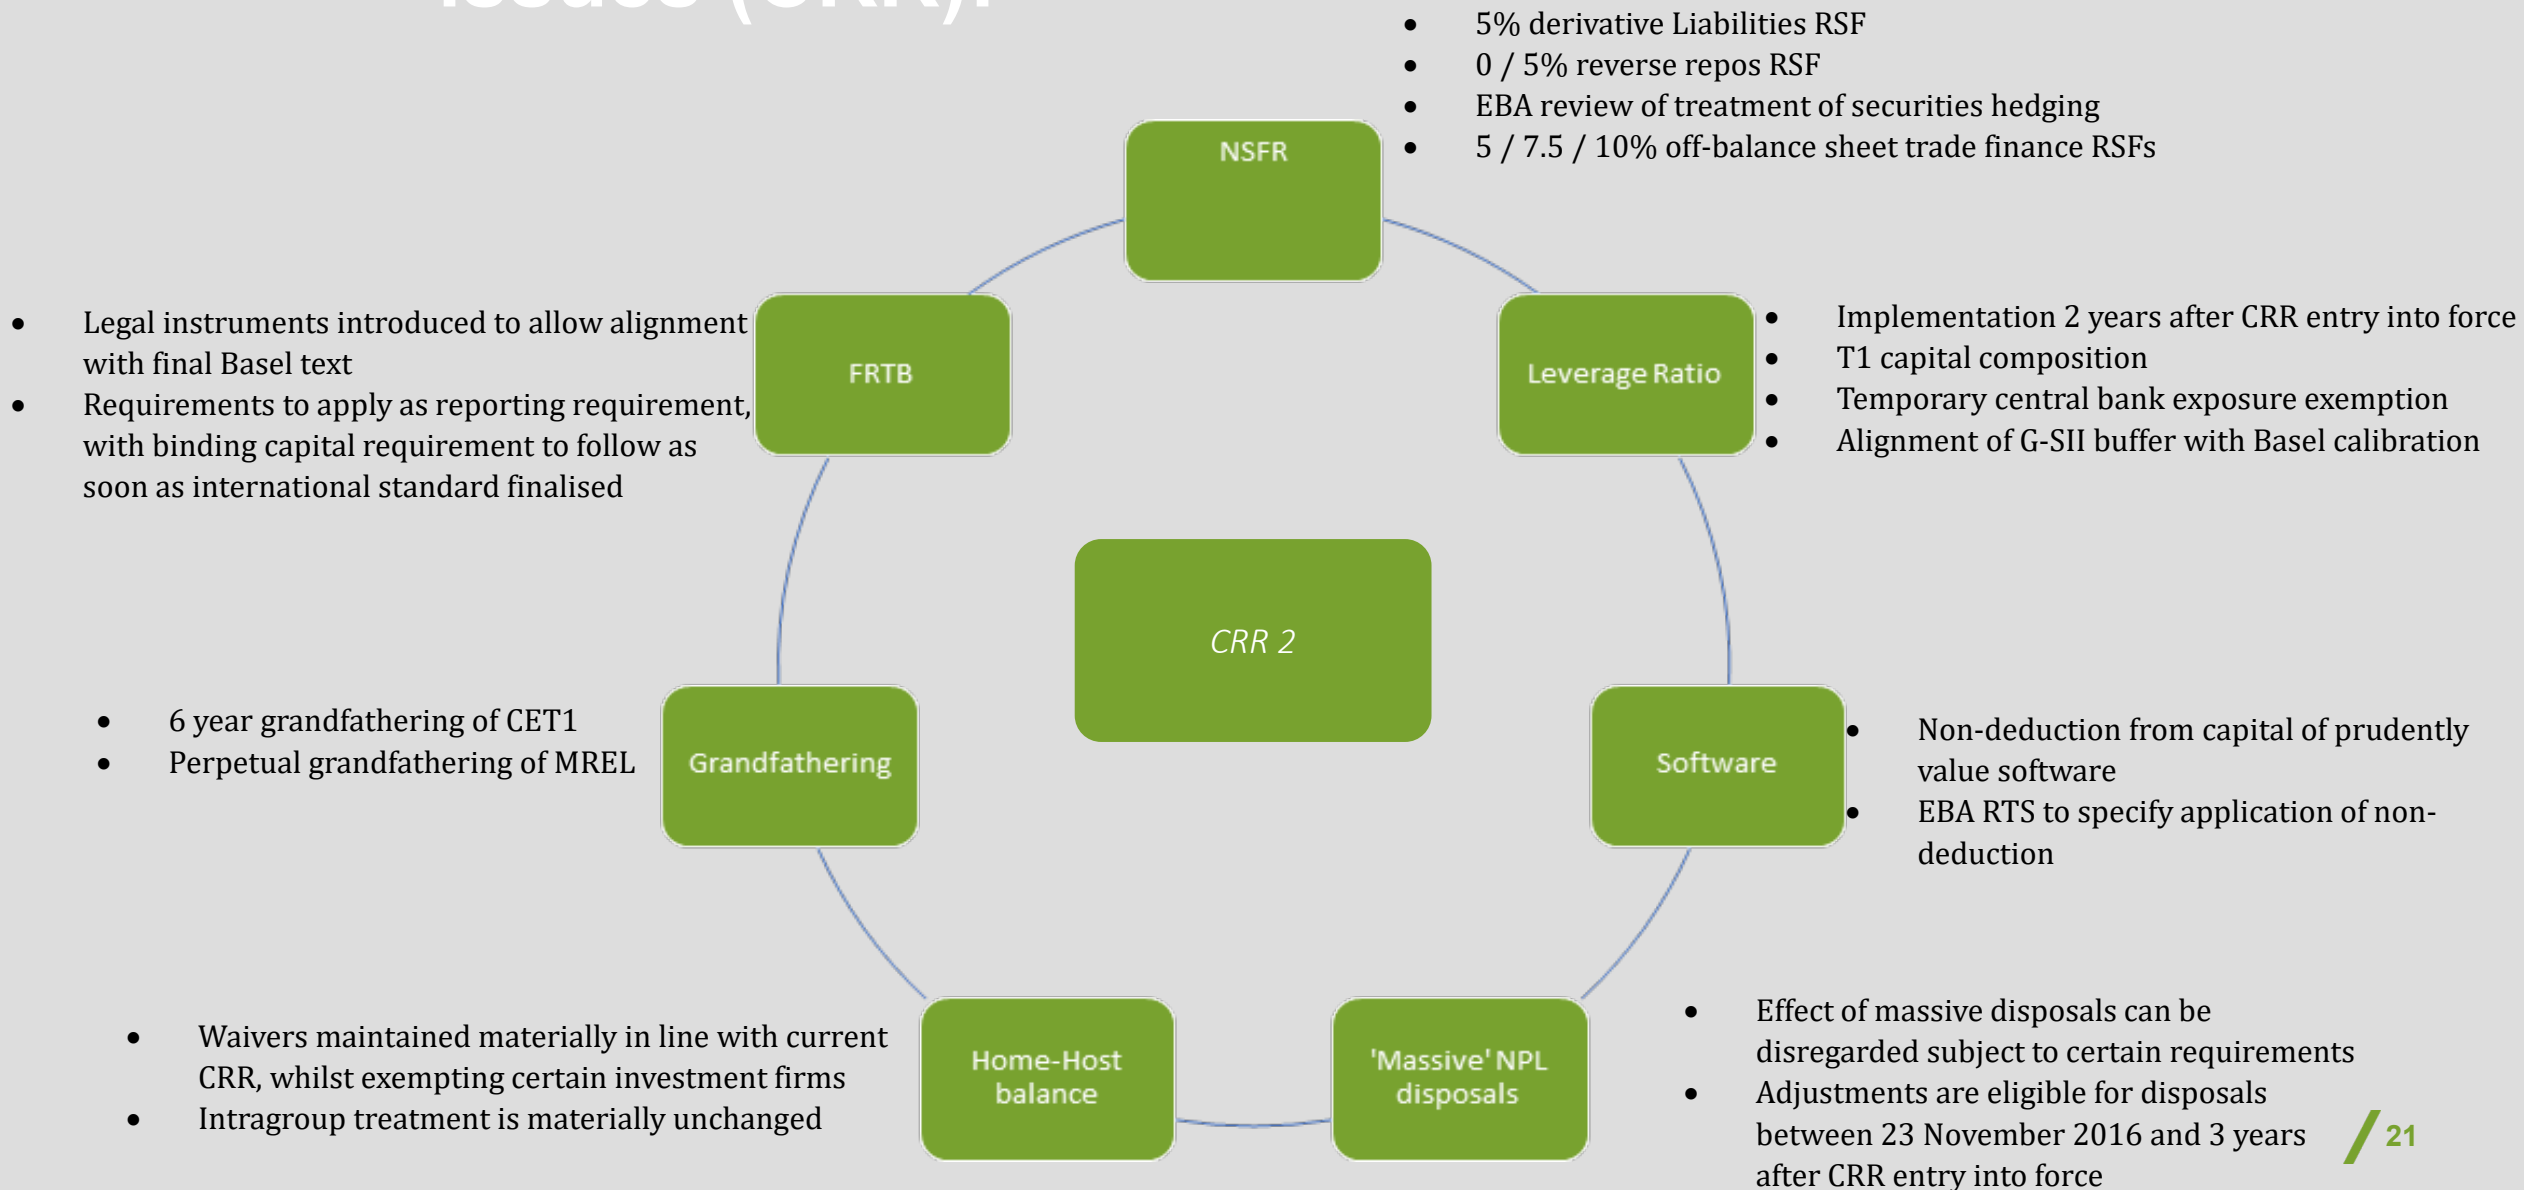 issues (CRR):
• 5% derivative Liabilities RSF
• 0 / 5% reverse repos RSF
• EBA review of treatment of securities hedging
• 5 / 7.5 / 10% off-balance sheet trade finance RSFs
NSFR
• Legal instruments introduced to allow alignment
with final Basel text
• Requirements to apply as reporting requirement,
with binding capital requirement to follow as
soon as international standard finalised
FRTB
Leverage Ratio
• Implementation 2 years after CRR entry into force
• T1 capital composition
• Temporary central bank exposure exemption
• Alignment of G-SII buffer with Basel calibration
CRR 2
• 6 year grandfathering of CET1
• Perpetual grandfathering of MREL
Grandfathering
Software
• Non-deduction from capital of prudently
value software
• EBA RTS to specify application of non-
deduction
• Waivers maintained materially in line with current
CRR, whilst exempting certain investment firms
• Intragroup treatment is materially unchanged
Home-Host
balance
'Massive' NPL
disposals
• Effect of massive disposals can be
disregarded subject to certain requirements
• Adjustments are eligible for disposals
between 23 November 2016 and 3 years
after CRR entry into force
21